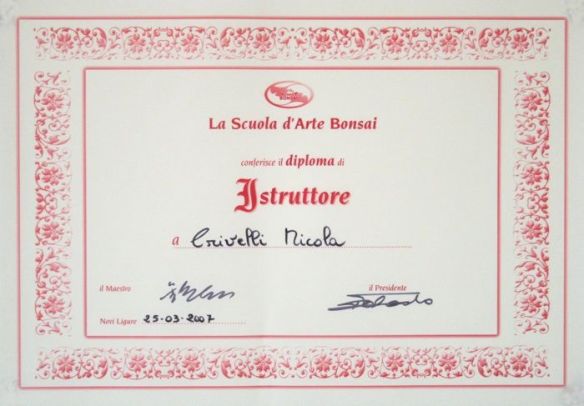 La Scuola d'Arte Bonsai
conferisce il diploma di
Istruttore
a Crivelli Nicola
il Maestro
il Presidente
Novi Ligure 25-03-2007